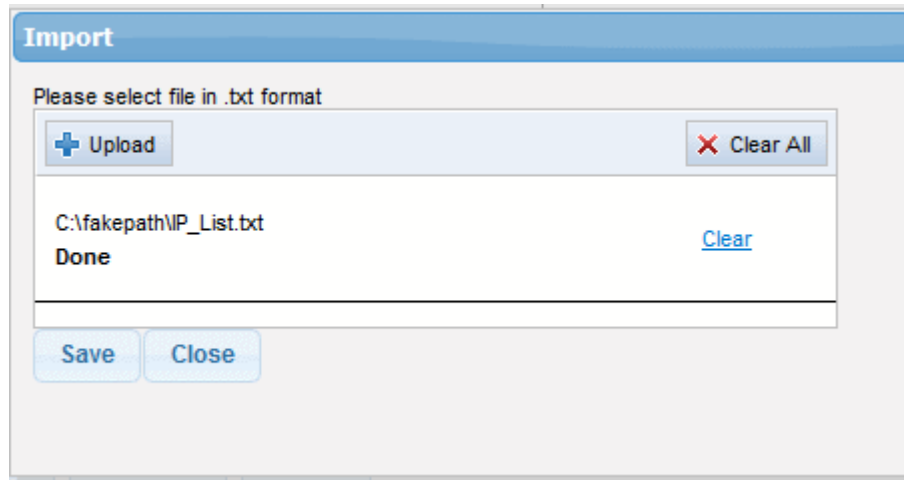 Import
Please select file in .txt format
Upload
Clear All
C:\fakepath\IP_List.txt
Clear
Done
Save
Close